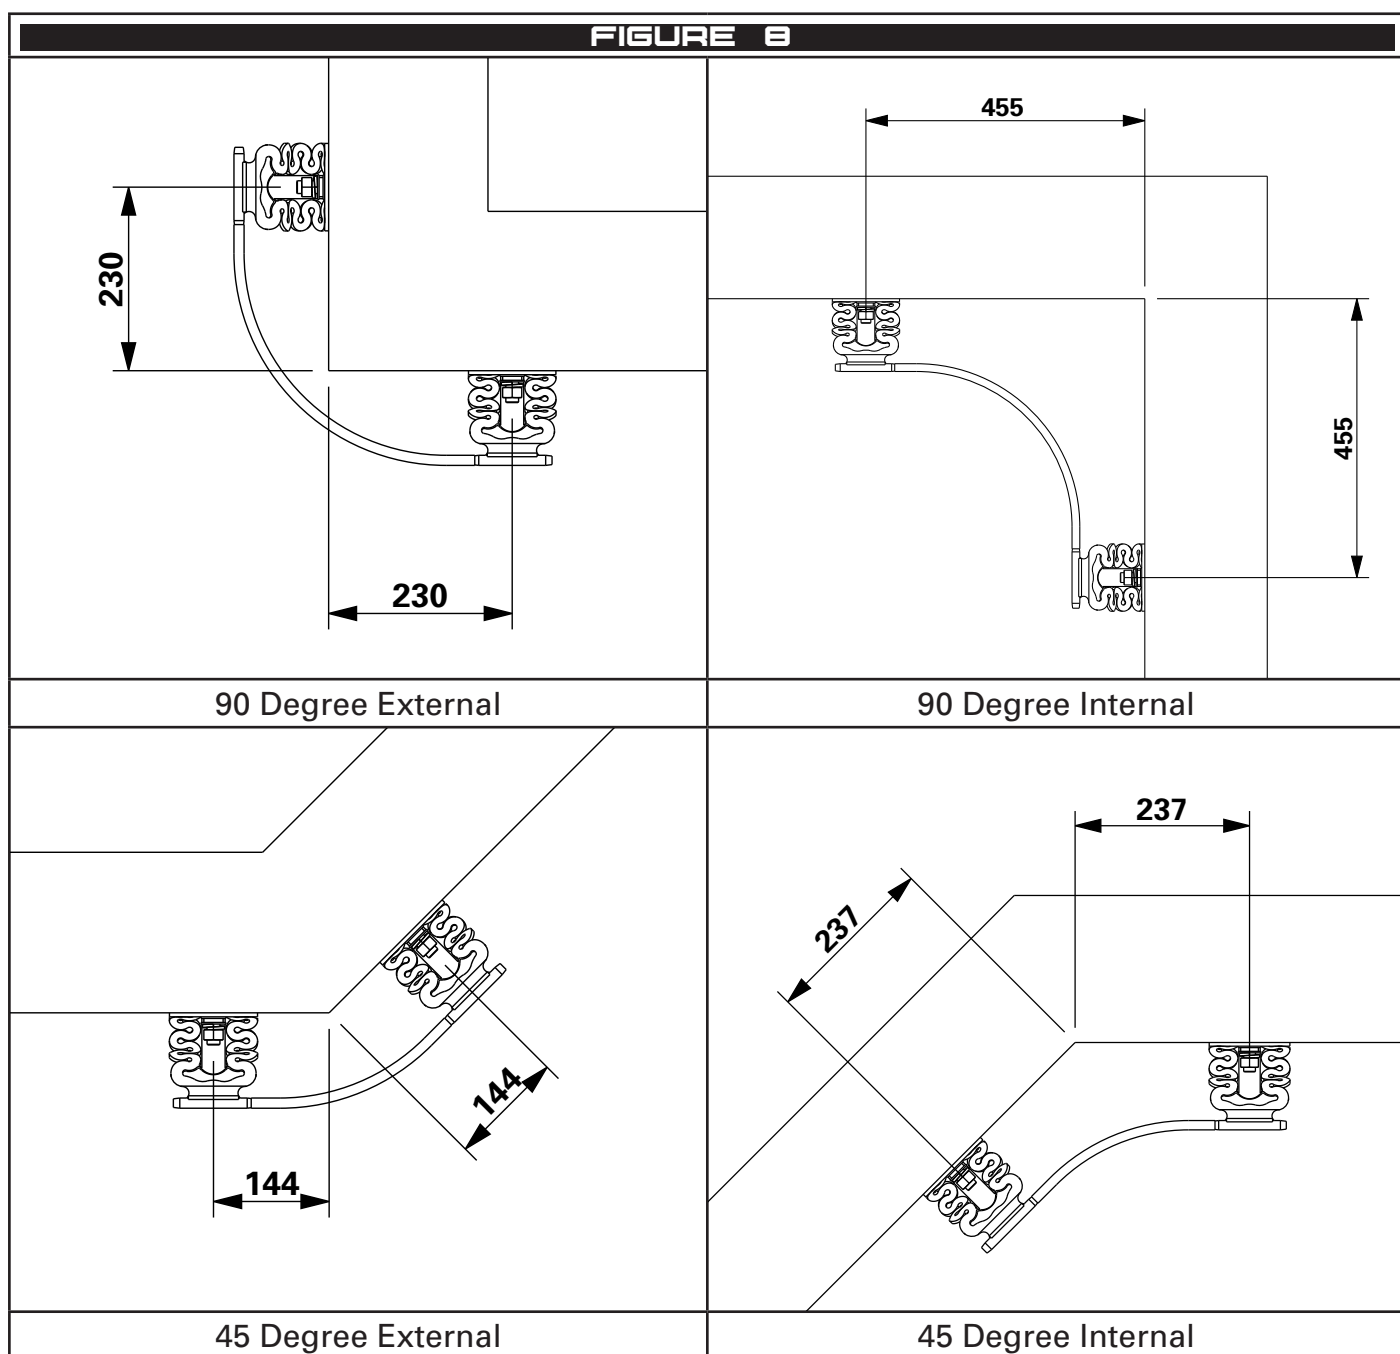 FIGURE 8
230
230
90 Degree External
455
455
90 Degree Internal
144
144
45 Degree External
237
237
45 Degree Internal